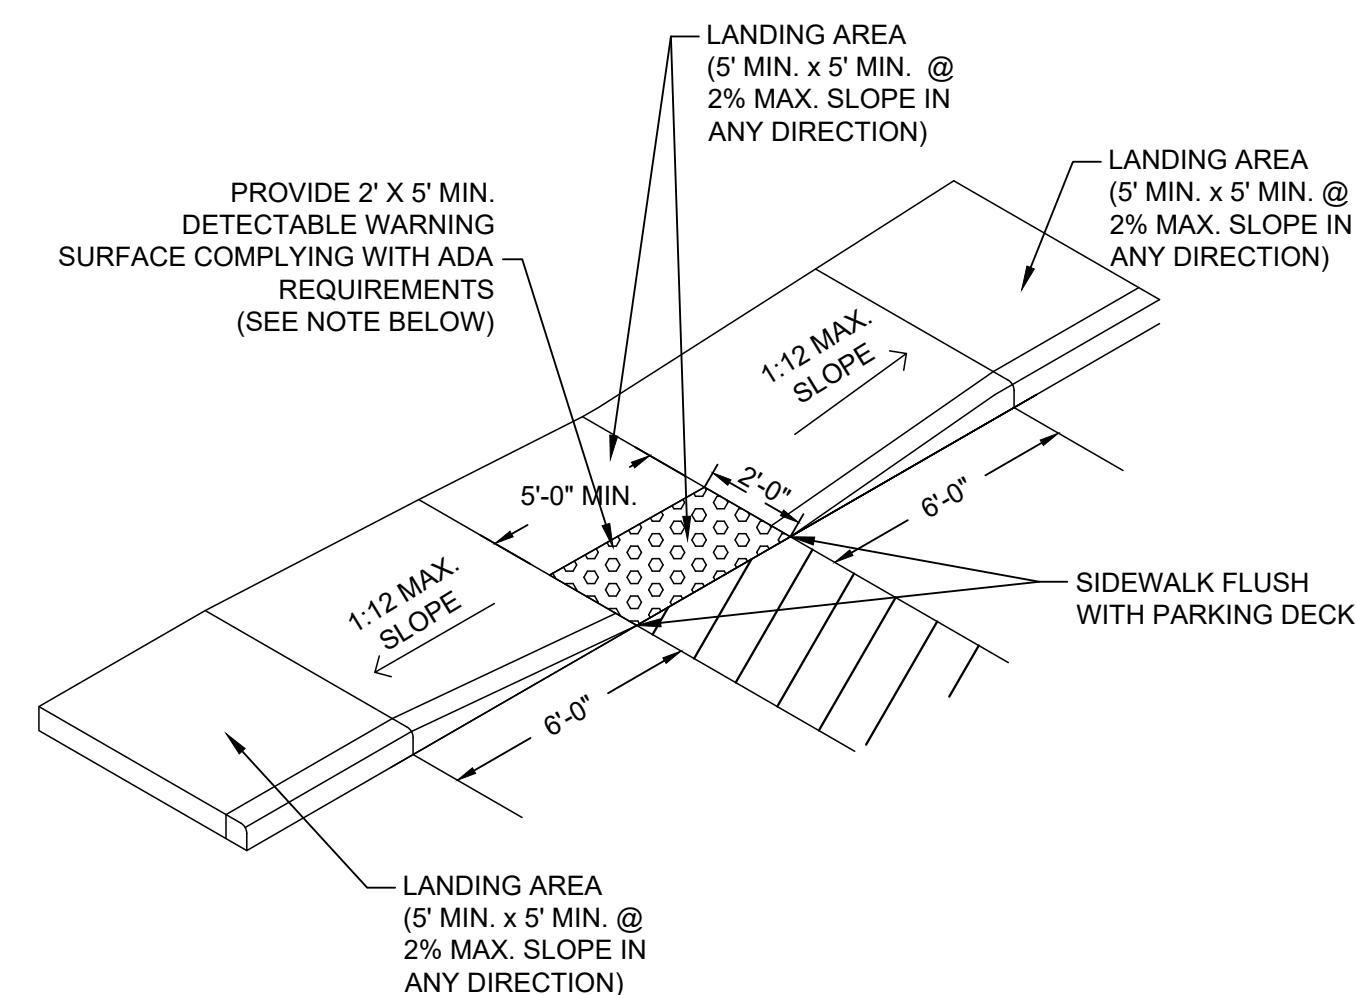 LANDING AREA
(5' MIN. x 5' MIN. @
2% MAX. SLOPE IN
ANY DIRECTION)
LANDING AREA
(5' MIN. x 5' MIN. @
2% MAX. SLOPE IN
ANY DIRECTION)
PROVIDE 2' X 5' MIN.
DETECTABLE WARNING
SURFACE COMPLYING WITH ADA
REQUIREMENTS
(SEE NOTE BELOW)
1:12 MAX.
SLOPE
2'-0"
5'-0" MIN.
6'-0"
1:12 MAX.
SLOPE
SIDEWALK FLUSH
WITH PARKING DECK
6'-0"
LANDING AREA
(5' MIN. x 5' MIN. @
2% MAX. SLOPE IN
ANY DIRECTION)